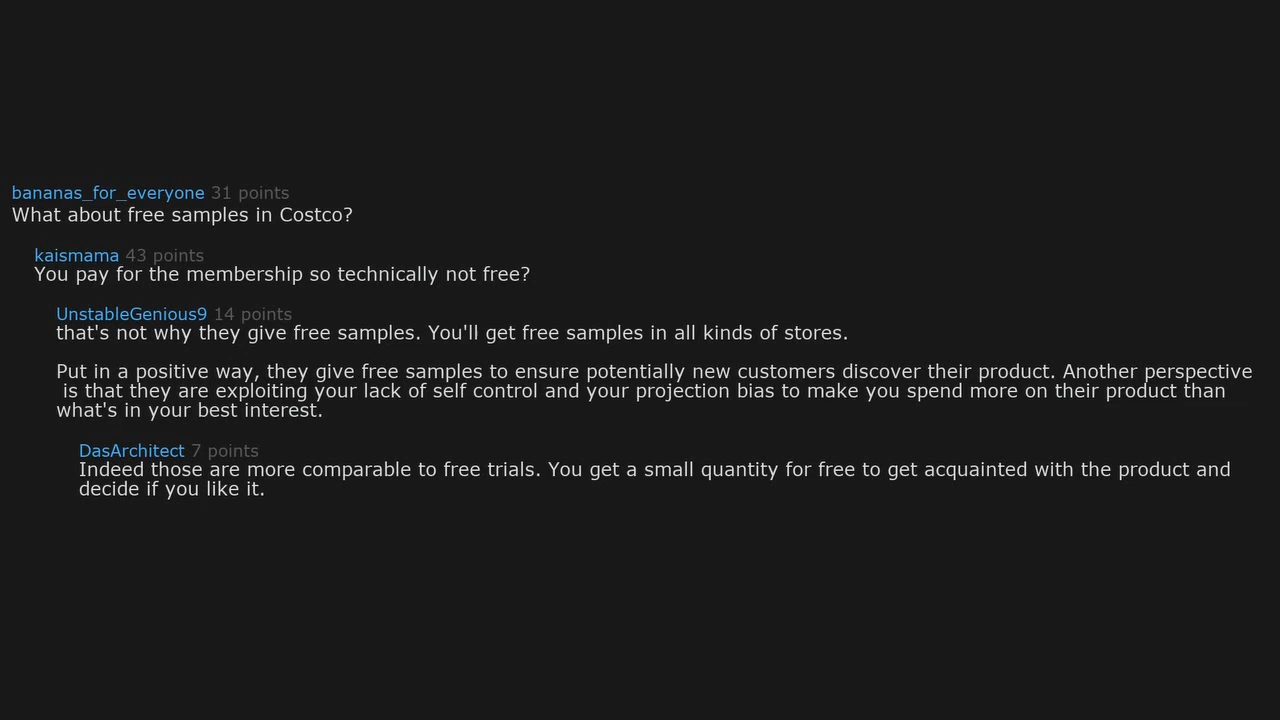 bananas_for_everyone 31 points
What about free samples in Costco?
kaismama 43 points
You pay for the membership so technically not free?
UnstableGenious9 14 points
that's not why they give free samples. You'll get free samples in all kinds of stores.
Put in a positive way, they give free samples to ensure potentially new customers discover their product. Another perspective
is that they are exploiting your lack of self control and your projection bias to make you spend more on their product than
what's in your best interest.
DasArchitect 7 points
Indeed those are more comparable to free trials. You get a small quantity for free to get acquainted with the product and
decide if you like it.